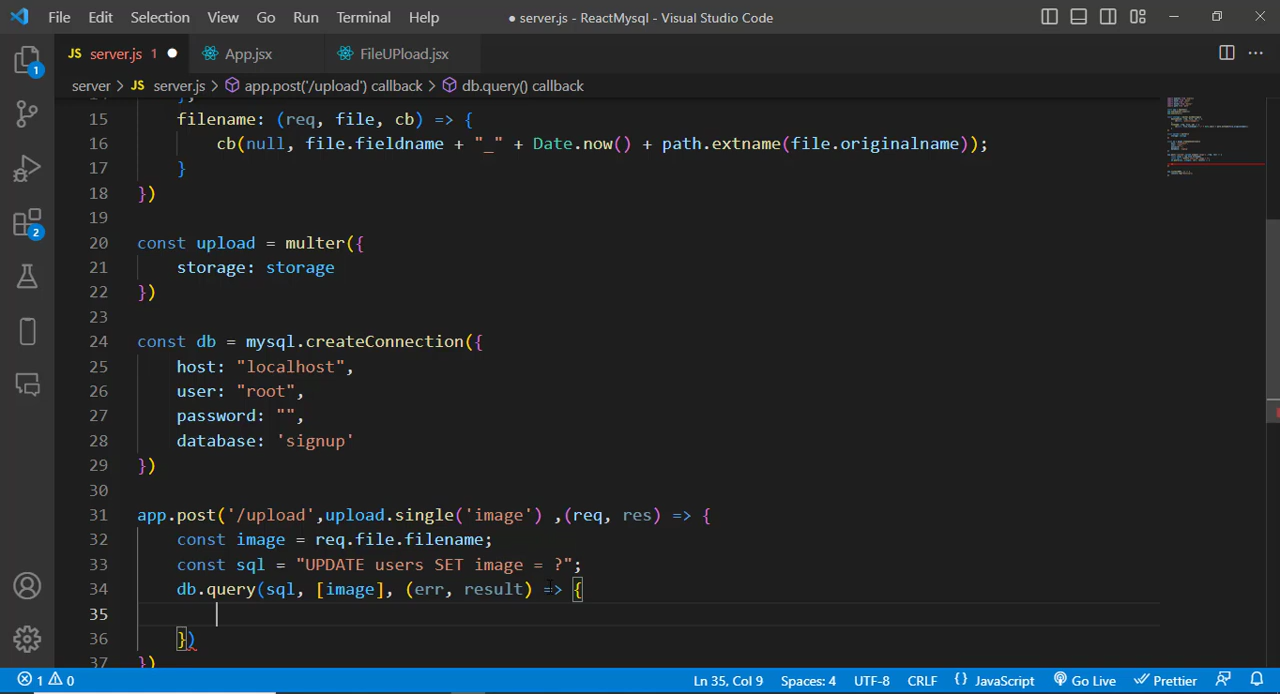 File Edit Selection View Go Run Terminal Help ● server.js - ReactMysql - Visual Studio Code
JS server.js 1 ● App.jsx FileUPload.jsx
server > JS server.js > app.post('/upload') callback > db.query() callback
1
2
14 };
15 filename: (req, file, cb) => {
16 cb(null, file.fieldname + "_" + Date.now() + path.extname(file.originalname));
17 }
18 })
19
20 const upload = multer({
21 storage: storage
22 })
23
24 const db = mysql.createConnection({
25 host: "localhost",
26 user: "root",
27 password: "",
28 database: 'signup'
29 })
30
31 app.post('/upload',upload.single('image') ,(req, res) => {
32 const image = req.file.filename;
33 const sql = "UPDATE users SET image = ?";
34 db.query(sql, [image], (err, result) => {
35
36 })
37 })
1 0 Ln 35, Col 9 Spaces: 4 UTF-8 CRLF {} JavaScript Go Live Prettier